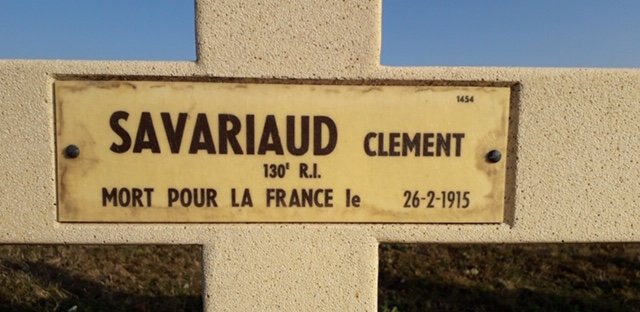 1454
SAVARIAUD CLEMENT
130E R.I.
MORT POUR LA FRANCE le 26-2-1915